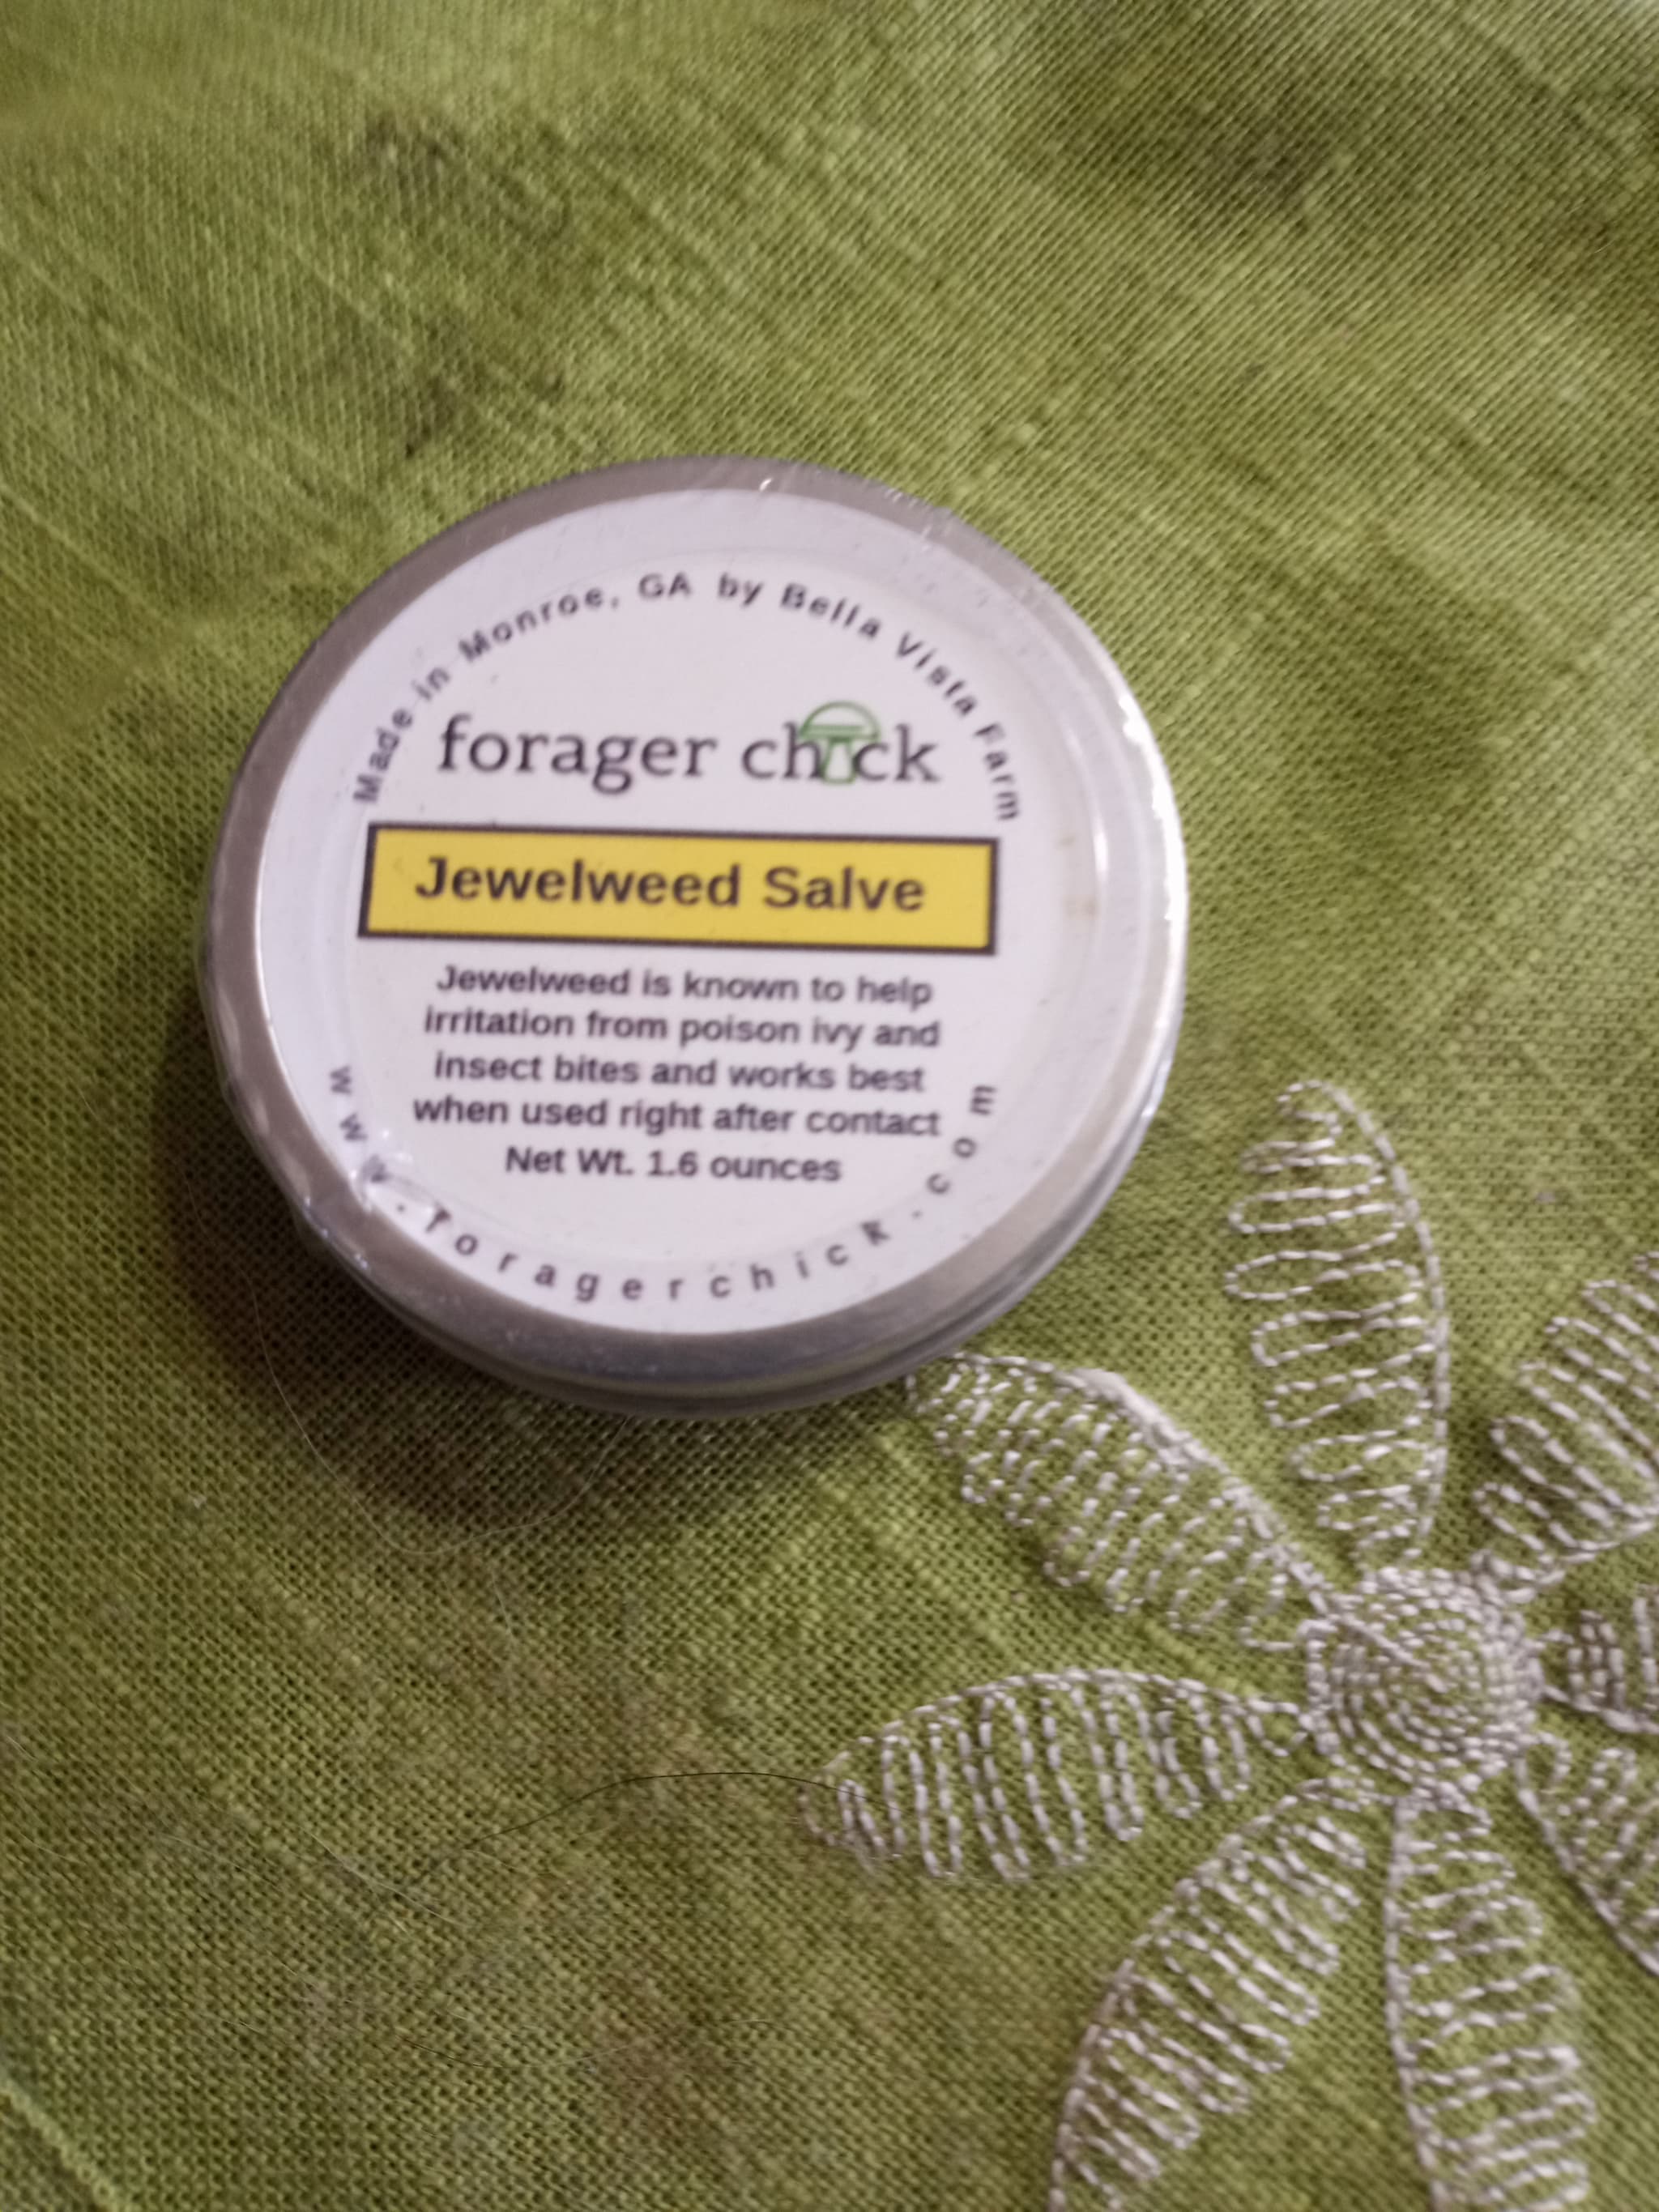 Made in Monroe, GA by Bella Vista Farm
forager chick
Jewelweed Salve
Jewelweed is known to help
irritation from poison ivy and
insect bites and works best
when used right after contact
Net Wt. 1.6 ounces
www.foragerchick.com